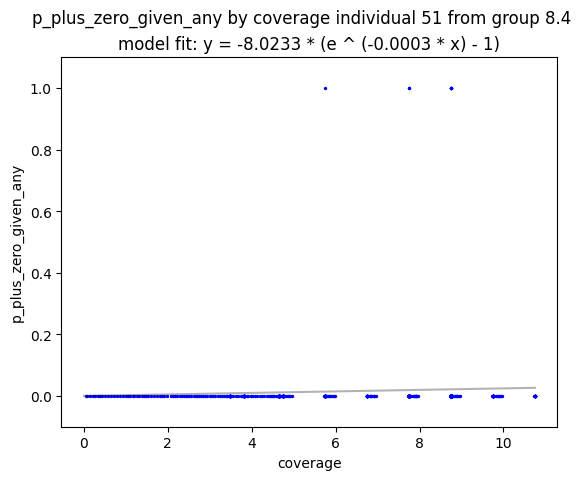 p_plus_zero_given_any by coverage individual 51 from group 8.4
model fit: y = -8.0233 * (e ^ (-0.0003 * x) - 1)
1.0
0.8
0.6
0.4
0.2
0.0
p_plus_zero_given_any
0 2 4 6 8 10
coverage